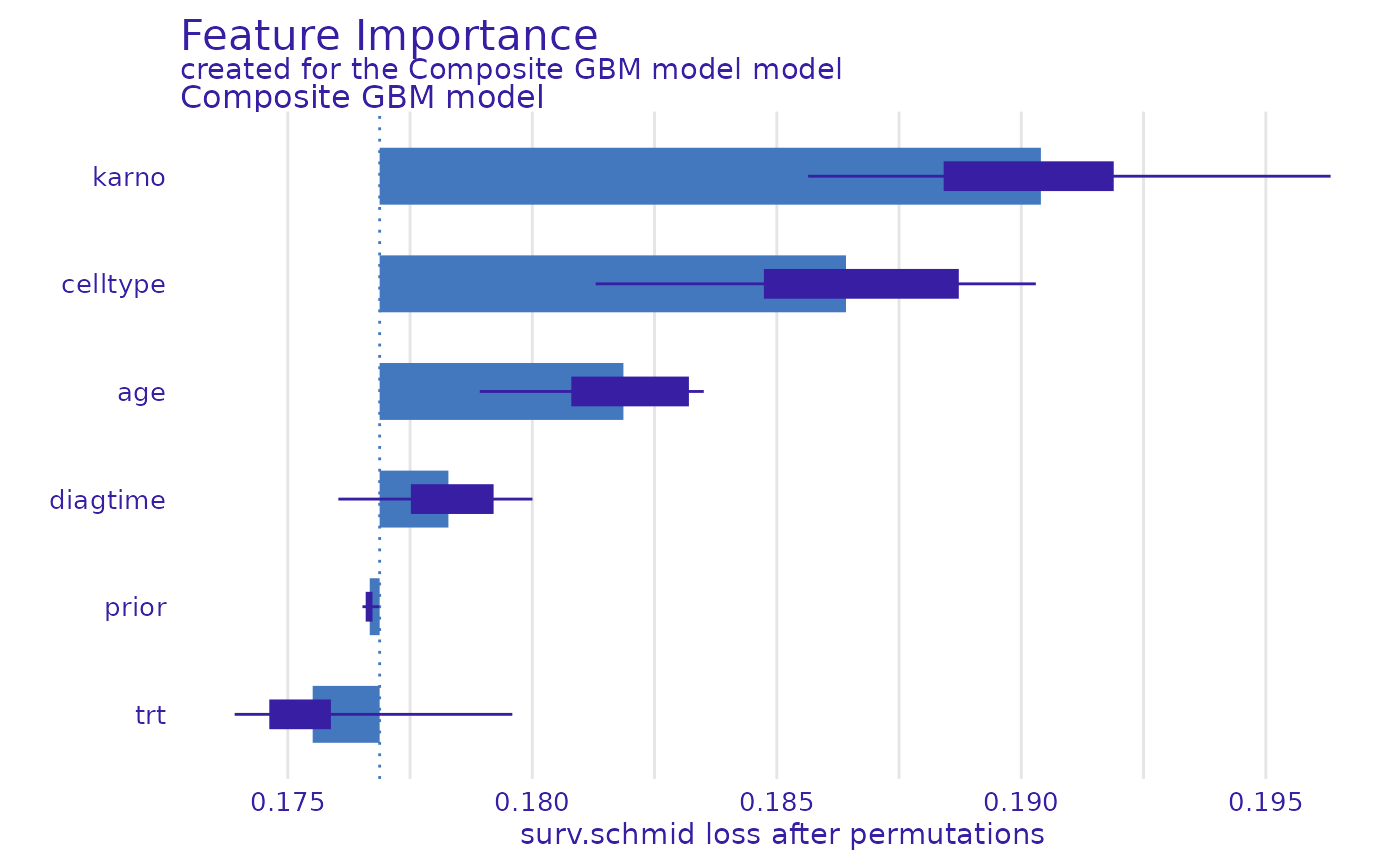 Feature Importance
created for the Composite GBM model model
Composite GBM model
karno
celltype
age
diagtime
prior
trt
0.175 0.180 0.185 0.190 0.195
surv.schmid loss after permutations